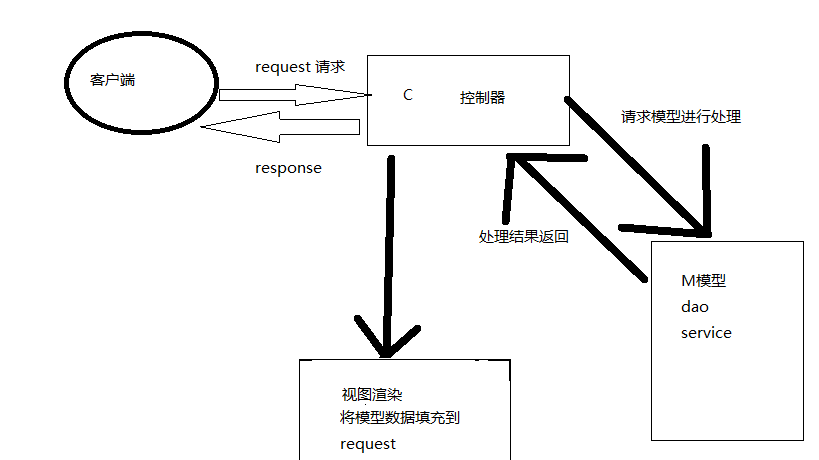 客户端
request 请求
C 控制器
请求模型进行处理
response
处理结果返回
M模型
dao
service
视图渲染
将模型数据填充到
request